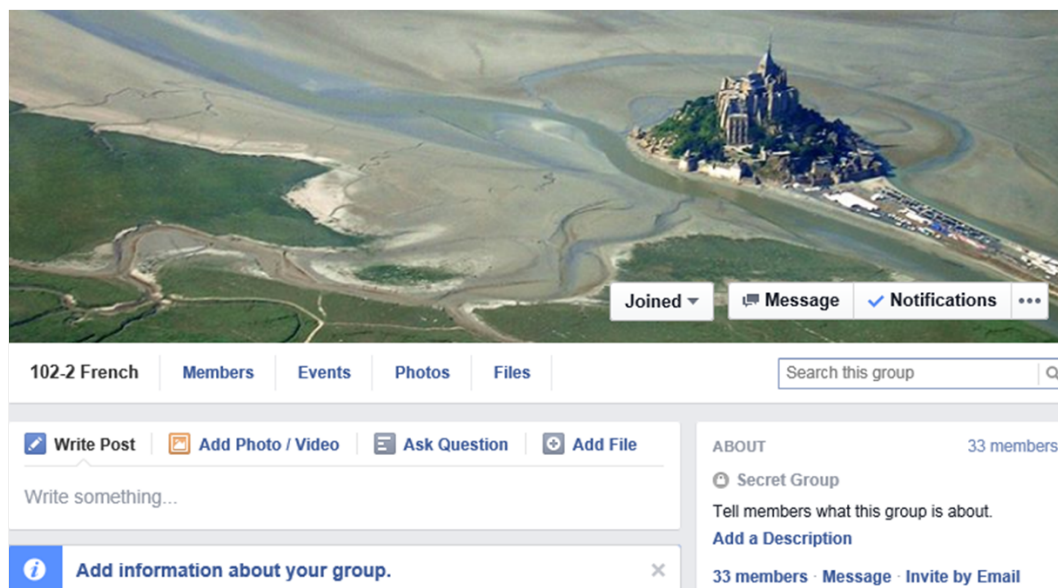 Joined
Message
Notifications
102-2 French
Members
Events
Photos
Files
Search this group
Write Post
Add Photo / Video
Ask Question
Add File
Write something...
ABOUT
33 members
Secret Group
Tell members what this group is about.
Add a Description
33 members · Message · Invite by Email
Add information about your group.